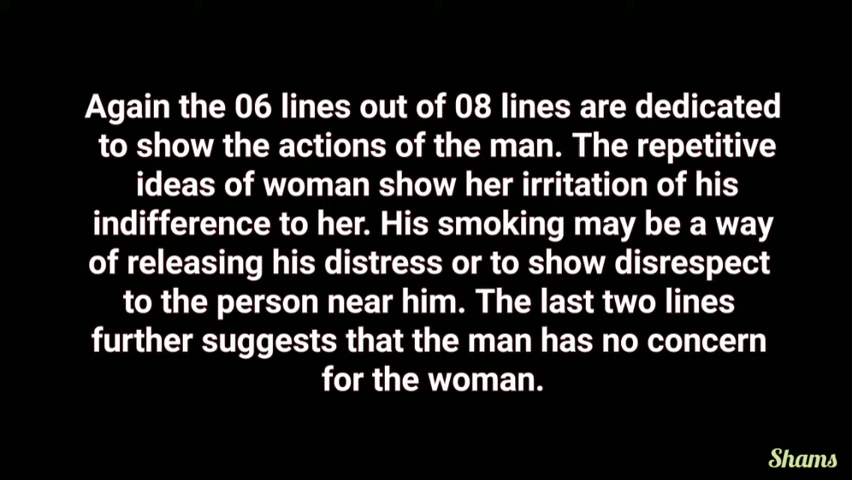 Again the 06 lines out of 08 lines are dedicated
to show the actions of the man. The repetitive
ideas of woman show her irritation of his
indifference to her. His smoking may be a way
of releasing his distress or to show disrespect
to the person near him. The last two lines
further suggests that the man has no concern
for the woman.
Shams